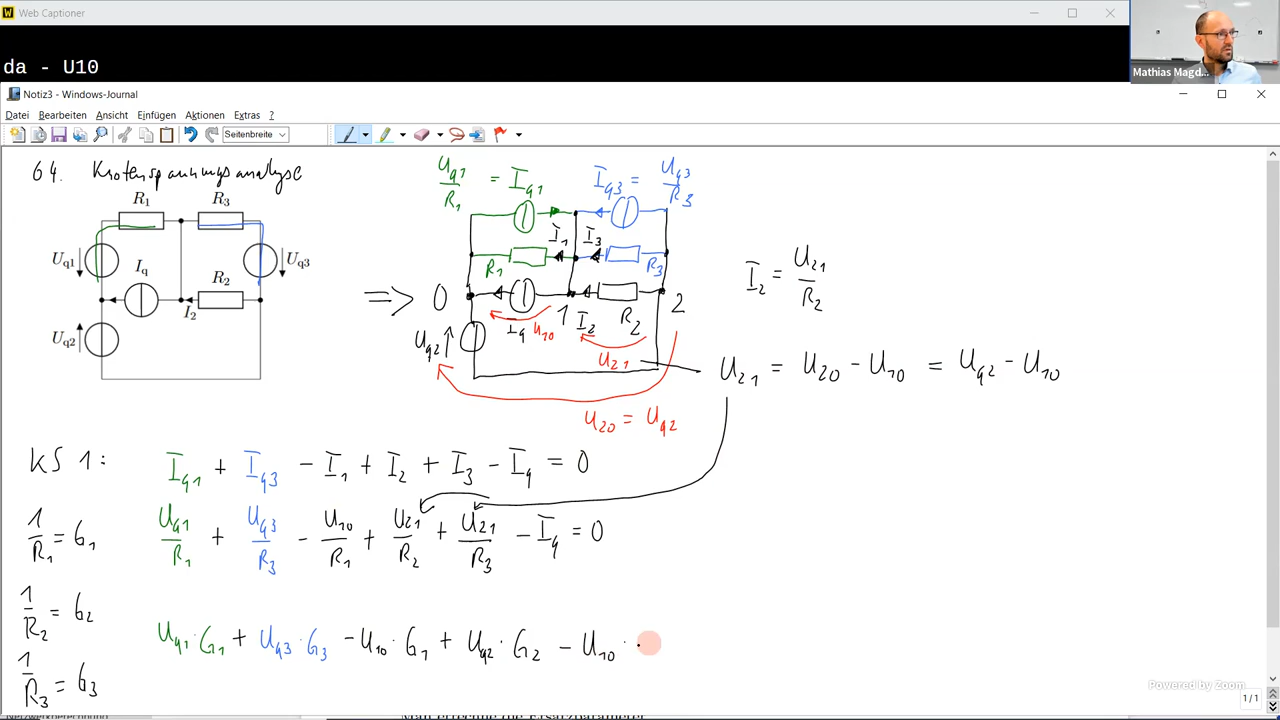 Web Captioner
da - U10
Mathias Magd...
Notiz3 - Windows-Journal
Datei Bearbeiten Ansicht Einfügen Aktionen Extras ?
Seitenbreite
64. Knotenspannungsanalyse
R1 R3
Uq1 Iq Uq3
R2
I2
Uq2
Uq1/R1 = Iq1 Iq3 = Uq3/R3
I1 I3
R1 R3
=> 0 1 2
Iq U10 I2 R2
Uq2
U21
U20 = Uq2
I2 = U21/R2
U21 = U20 - U10 = Uq2 - U10
KS 1: Iq1 + Iq3 - I1 + I2 + I3 - Iq = 0
1/R1 = G1 Uq1/R1 + Uq3/R3 - U10/R1 + U21/R2 + U21/R3 - Iq = 0
1/R2 = G2
Uq1·G1 + Uq3·G3 - U10·G1 + Uq2·G2 - U10·
1/R3 = G3
Powered by Zoom
1/1